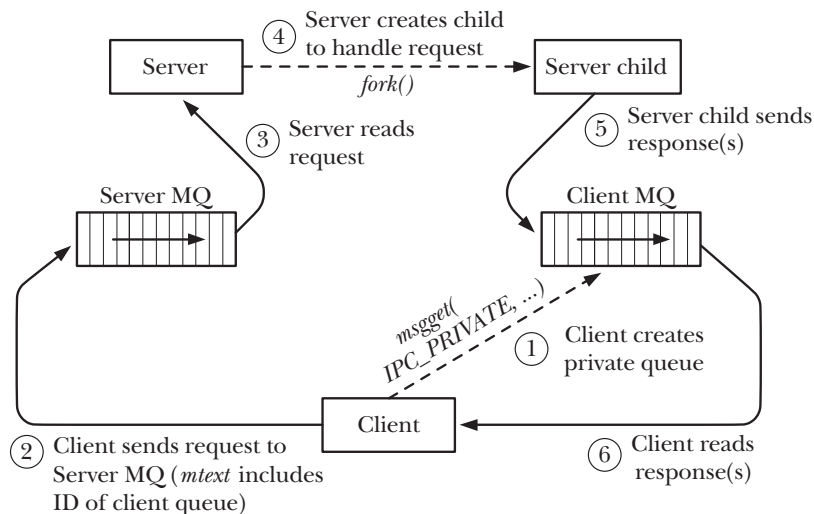 4 Server creates child
to handle request
Server
fork()
Server child
3 Server reads
request
5 Server child sends
response(s)
Server MQ
Client MQ
msgget(
IPC_PRIVATE, ...)
1 Client creates
private queue
Client
2 Client sends request to
Server MQ (mtext includes
ID of client queue)
6 Client reads
response(s)